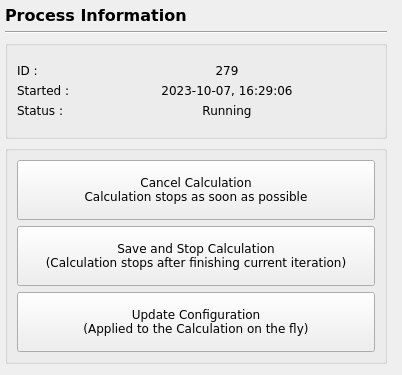 Process Information
ID : 279
Started : 2023-10-07, 16:29:06
Status : Running
Cancel Calculation
Calculation stops as soon as possible
Save and Stop Calculation
(Calculation stops after finishing current iteration)
Update Configuration
(Applied to the Calculation on the fly)